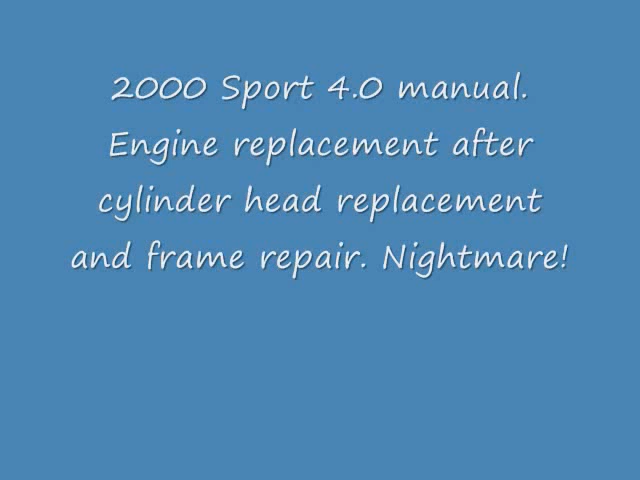 2000 Sport 4.0 manual.
Engine replacement after
cylinder head replacement
and frame repair. Nightmare!